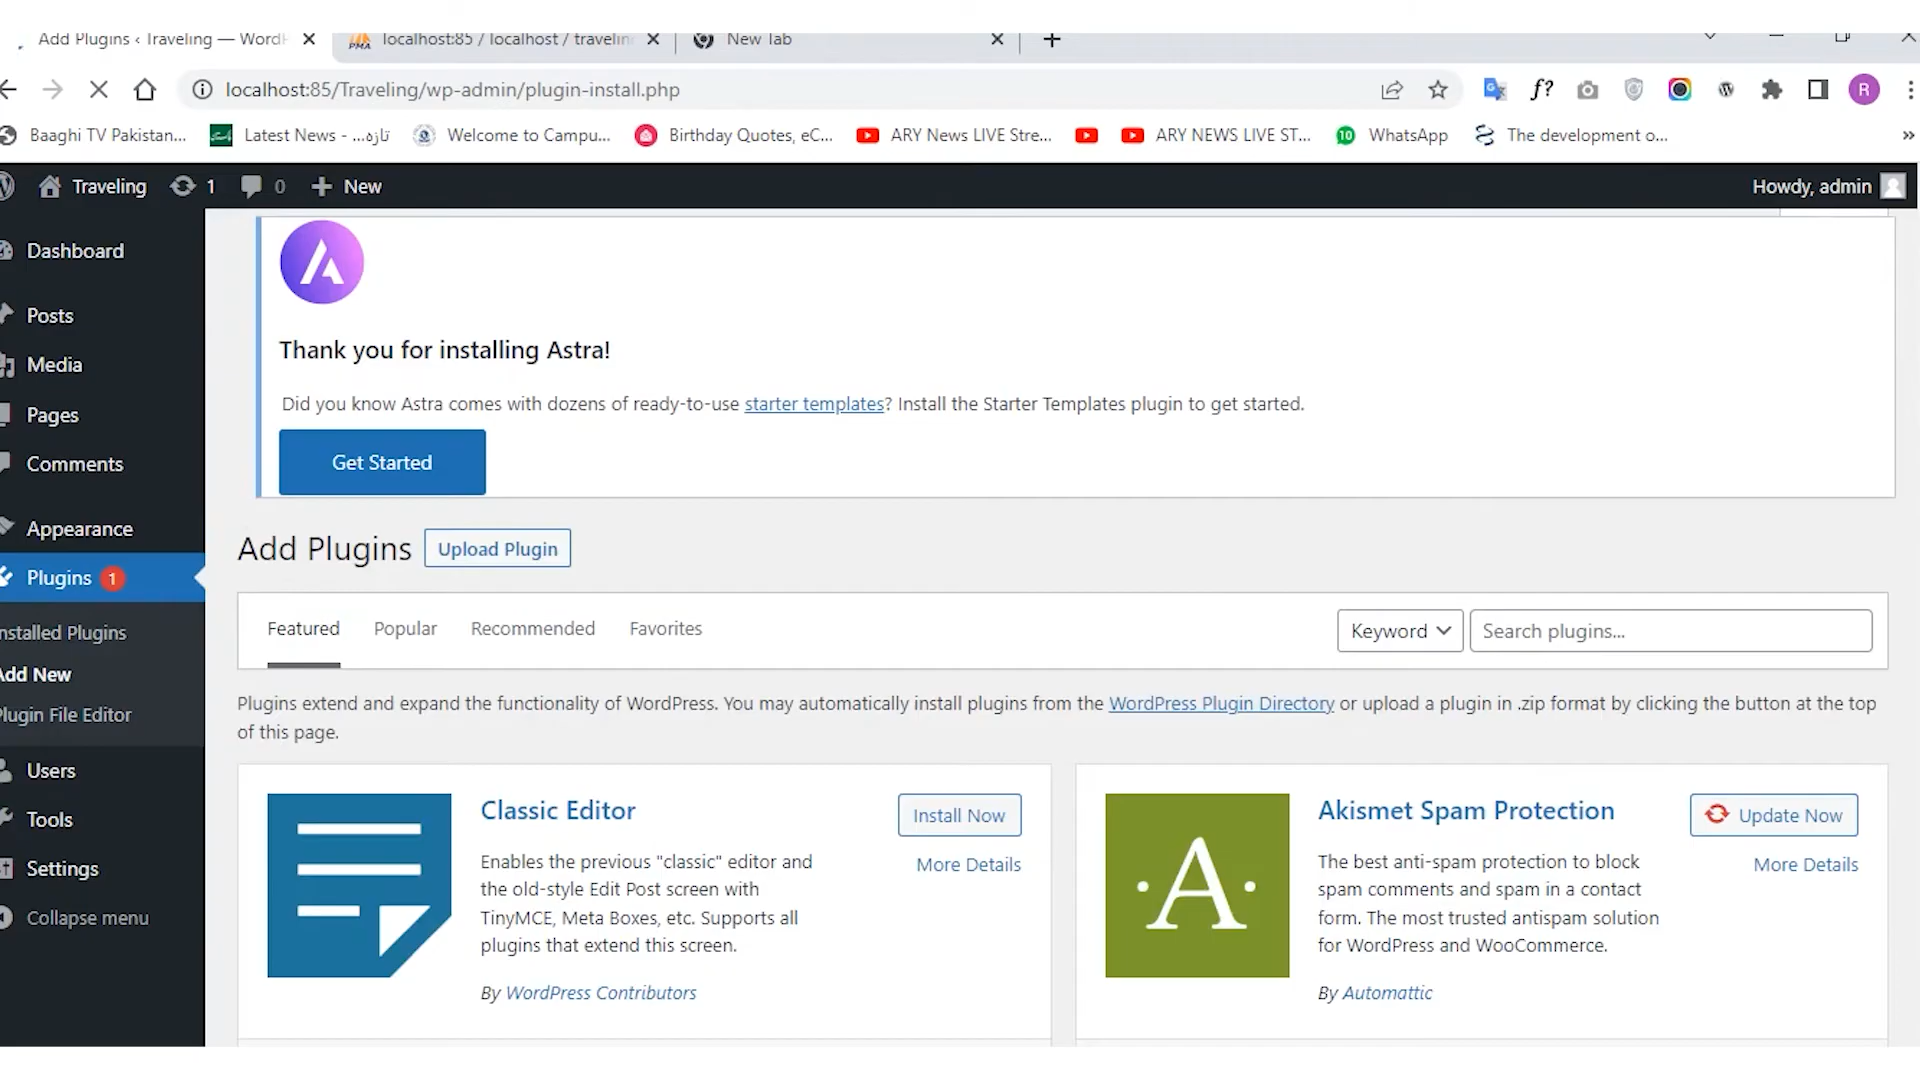 Add Plugins ‹ Traveling — Word
localhost:85 / localhost / travelin
New Tab
localhost:85/Traveling/wp-admin/plugin-install.php
f?
R
Baaghi TV Pakistan...
Latest News - ...تازه
Welcome to Campu...
Birthday Quotes, eC...
ARY News LIVE Stre...
ARY NEWS LIVE ST...
10
WhatsApp
The development o...
»
Traveling
1
0
New
Howdy, admin
Dashboard
Posts
Media
Pages
Comments
Appearance
Plugins 1
nstalled Plugins
Add New
Plugin File Editor
Users
Tools
Settings
Collapse menu
Thank you for installing Astra!
Did you know Astra comes with dozens of ready-to-use starter templates? Install the Starter Templates plugin to get started.
Get Started
Add Plugins
Upload Plugin
Featured
Popular
Recommended
Favorites
Keyword
Search plugins...
Plugins extend and expand the functionality of WordPress. You may automatically install plugins from the WordPress Plugin Directory or upload a plugin in .zip format by clicking the button at the top
of this page.
Classic Editor
Install Now
More Details
Enables the previous "classic" editor and
the old-style Edit Post screen with
TinyMCE, Meta Boxes, etc. Supports all
plugins that extend this screen.
By WordPress Contributors
A
Akismet Spam Protection
Update Now
More Details
The best anti-spam protection to block
spam comments and spam in a contact
form. The most trusted antispam solution
for WordPress and WooCommerce.
By Automattic